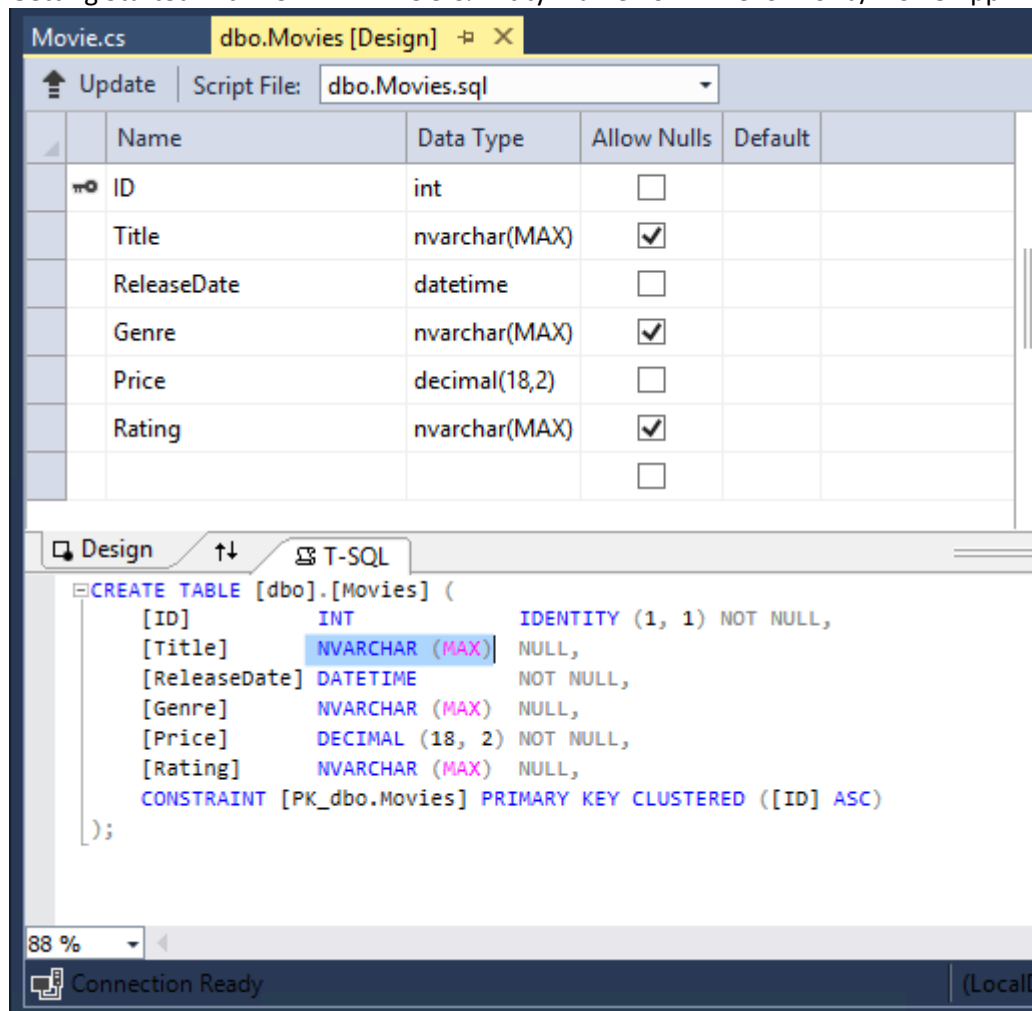 Movie.cs dbo.Movies [Design]
Update Script File: dbo.Movies.sql
Name Data Type Allow Nulls Default
ID int
Title nvarchar(MAX)
ReleaseDate datetime
Genre nvarchar(MAX)
Price decimal(18,2)
Rating nvarchar(MAX)
Design T-SQL
CREATE TABLE [dbo].[Movies] (
[ID] INT IDENTITY (1, 1) NOT NULL,
[Title] NVARCHAR (MAX) NULL,
[ReleaseDate] DATETIME NOT NULL,
[Genre] NVARCHAR (MAX) NULL,
[Price] DECIMAL (18, 2) NOT NULL,
[Rating] NVARCHAR (MAX) NULL,
CONSTRAINT [PK_dbo.Movies] PRIMARY KEY CLUSTERED ([ID] ASC)
);
88 %
Connection Ready